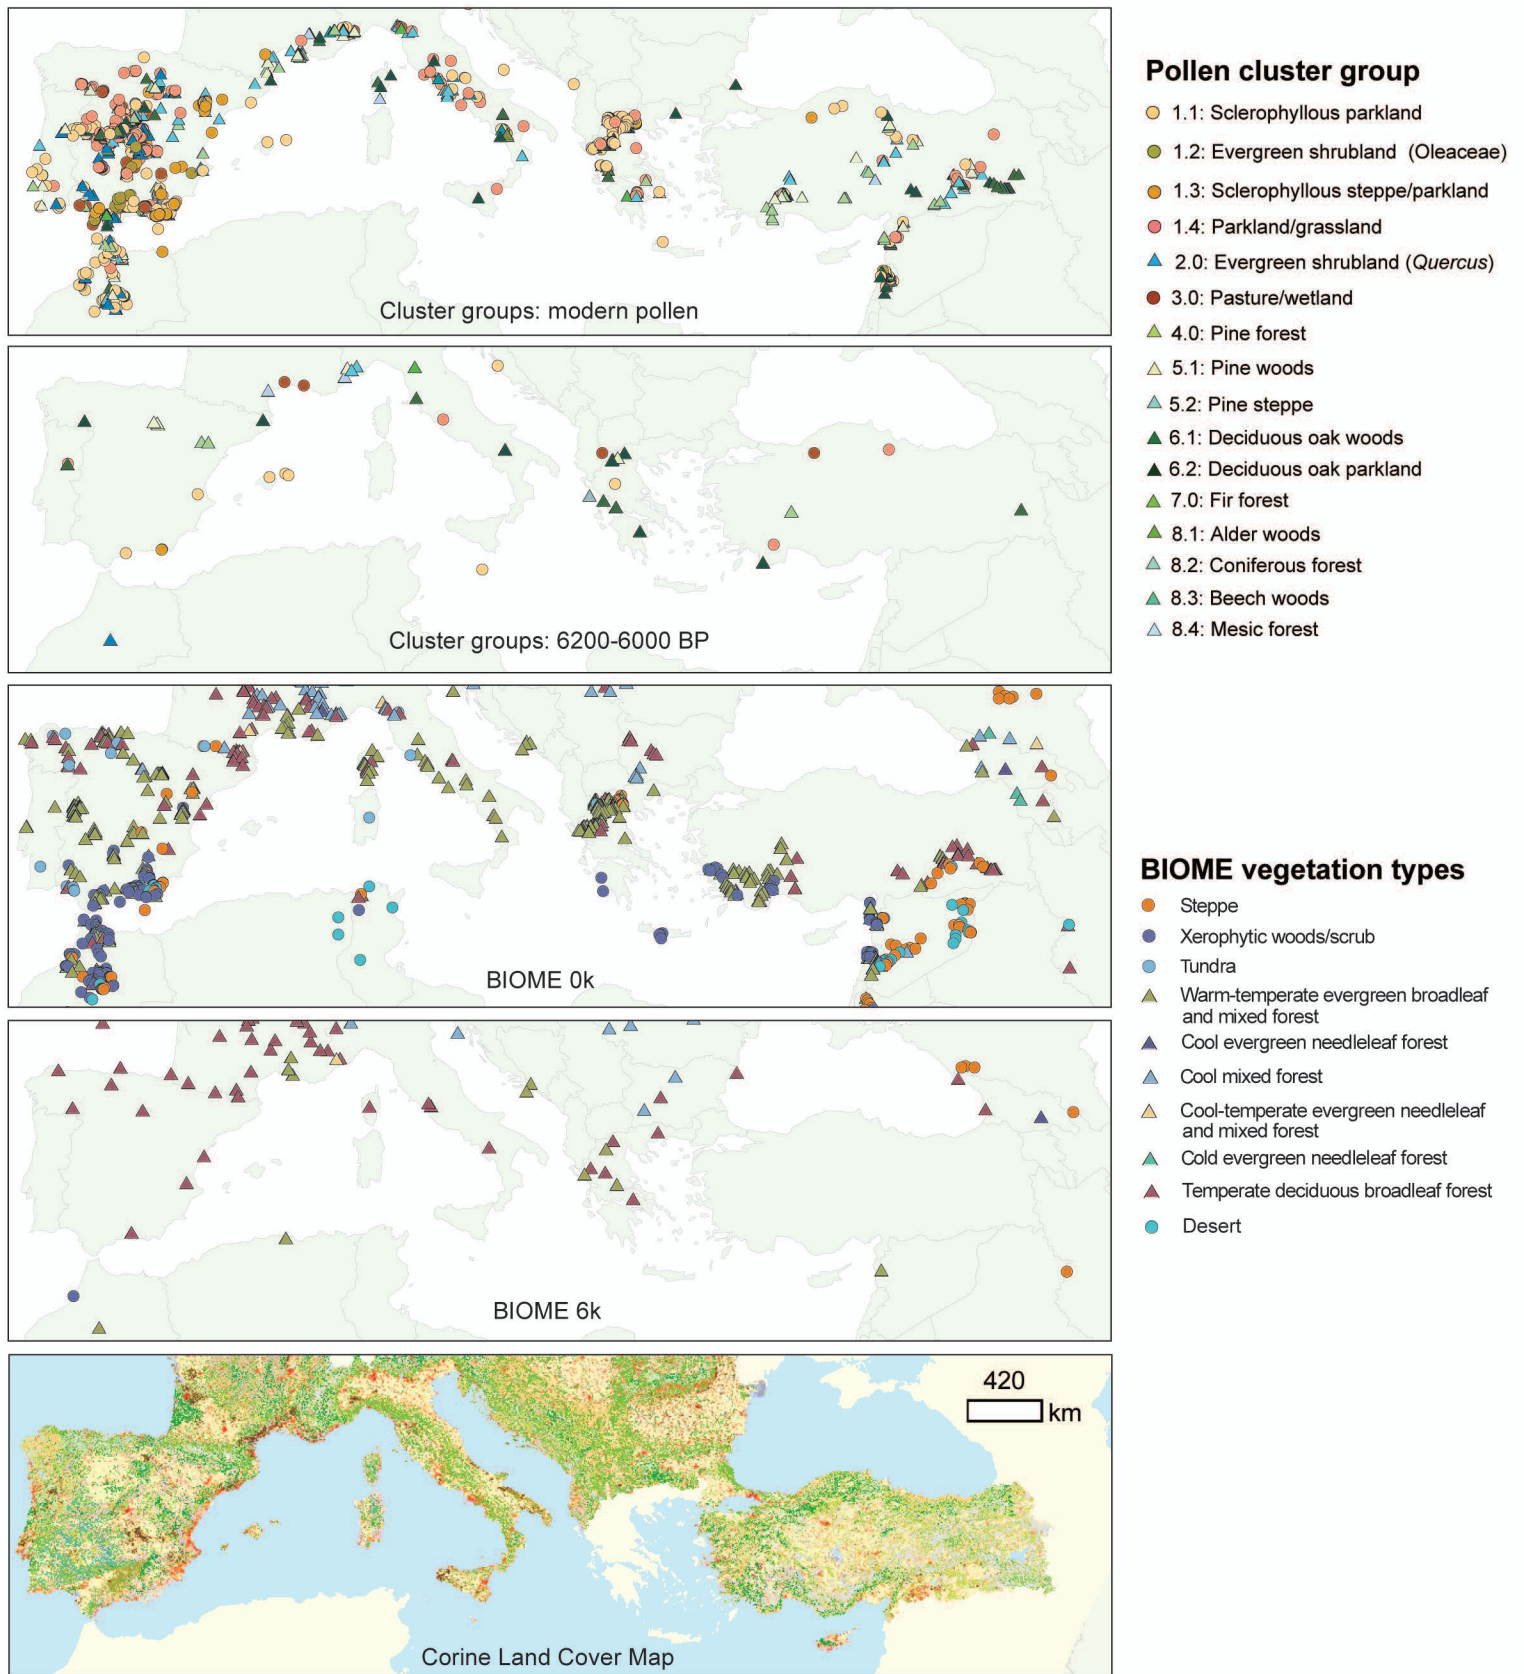 Cluster groups: modern pollen
Pollen cluster group
1.1: Sclerophyllous parkland
1.2: Evergreen shrubland (Oleaceae)
1.3: Sclerophyllous steppe/parkland
1.4: Parkland/grassland
2.0: Evergreen shrubland (Quercus)
3.0: Pasture/wetland
4.0: Pine forest
5.1: Pine woods
5.2: Pine steppe
6.1: Deciduous oak woods
6.2: Deciduous oak parkland
7.0: Fir forest
8.1: Alder woods
8.2: Coniferous forest
8.3: Beech woods
8.4: Mesic forest
Cluster groups: 6200-6000 BP
BIOME 0k
BIOME vegetation types
Steppe
Xerophytic woods/scrub
Tundra
Warm-temperate evergreen broadleaf
and mixed forest
Cool evergreen needleleaf forest
Cool mixed forest
Cool-temperate evergreen needleleaf
and mixed forest
Cold evergreen needleleaf forest
Temperate deciduous broadleaf forest
Desert
BIOME 6k
420
km
Corine Land Cover Map